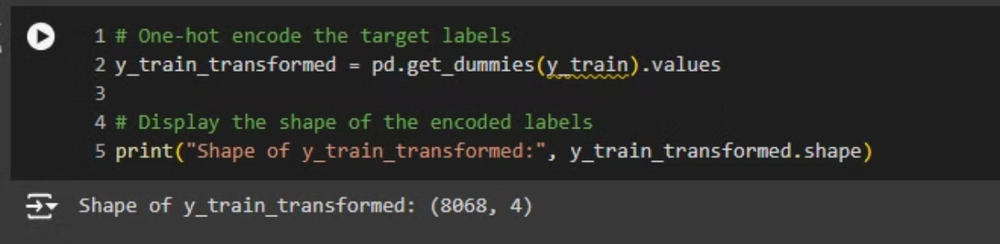 1 # One-hot encode the target labels
2 y_train_transformed = pd.get_dummies(y_train).values
3
4 # Display the shape of the encoded labels
5 print("Shape of y_train_transformed:", y_train_transformed.shape)
Shape of y_train_transformed: (8068, 4)